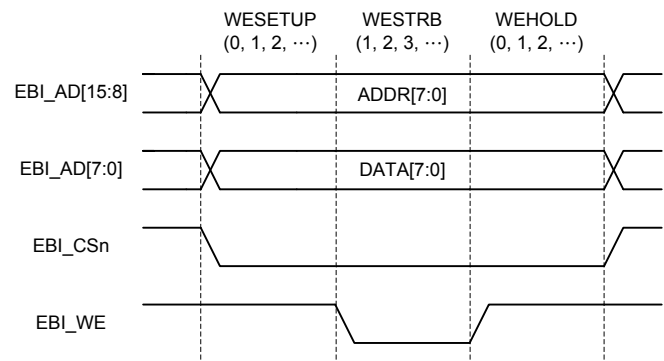 WESETUP WESTRB WEHOLD
(0, 1, 2, ⋯) (1, 2, 3, ⋯) (0, 1, 2, ⋯)
EBI_AD[15:8] ADDR[7:0]
EBI_AD[7:0] DATA[7:0]
EBI_CSn
EBI_WE